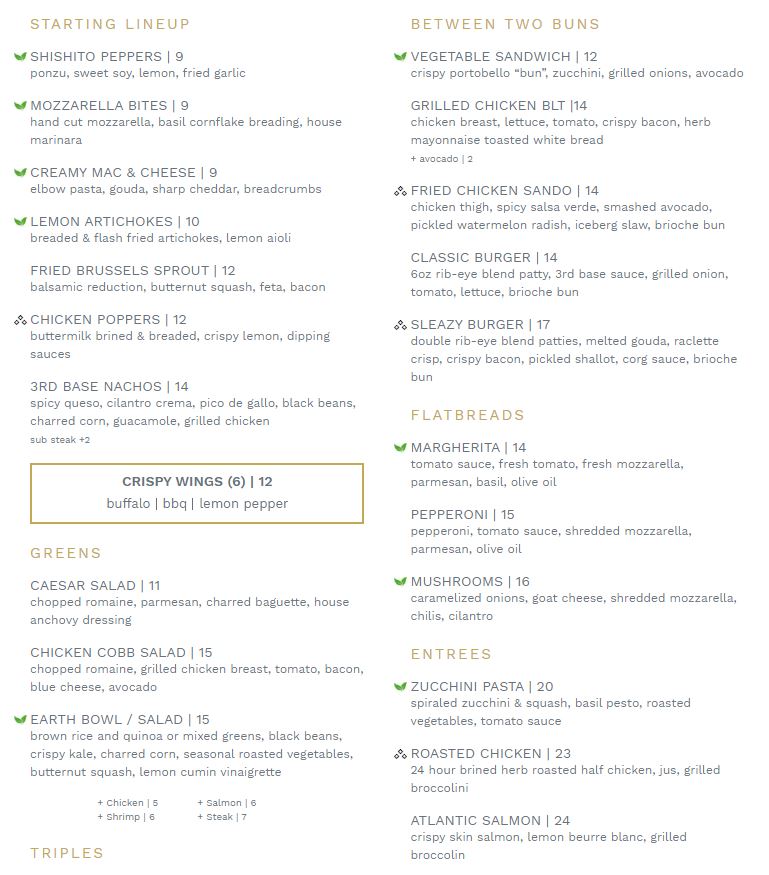 STARTING LINEUP
SHISHITO PEPPERS | 9
ponzu, sweet soy, lemon, fried garlic
MOZZARELLA BITES | 9
hand cut mozzarella, basil cornflake breading, house
marinara
CREAMY MAC & CHEESE | 9
elbow pasta, gouda, sharp cheddar, breadcrumbs
LEMON ARTICHOKES | 10
breaded & flash fried artichokes, lemon aioli
FRIED BRUSSELS SPROUT | 12
balsamic reduction, butternut squash, feta, bacon
CHICKEN POPPERS | 12
buttermilk brined & breaded, crispy lemon, dipping
sauces
3RD BASE NACHOS | 14
spicy queso, cilantro crema, pico de gallo, black beans,
charred corn, guacamole, grilled chicken
sub steak +2
CRISPY WINGS (6) | 12
buffalo | bbq | lemon pepper
GREENS
CAESAR SALAD | 11
chopped romaine, parmesan, charred baguette, house
anchovy dressing
CHICKEN COBB SALAD | 15
chopped romaine, grilled chicken breast, tomato, bacon,
blue cheese, avocado
EARTH BOWL / SALAD | 15
brown rice and quinoa or mixed greens, black beans,
crispy kale, charred corn, seasonal roasted vegetables,
butternut squash, lemon cumin vinaigrette
+ Chicken | 5 + Salmon | 6
+ Shrimp | 6 + Steak | 7
TRIPLES
BETWEEN TWO BUNS
VEGETABLE SANDWICH | 12
crispy portobello “bun”, zucchini, grilled onions, avocado
GRILLED CHICKEN BLT |14
chicken breast, lettuce, tomato, crispy bacon, herb
mayonnaise toasted white bread
+ avocado | 2
FRIED CHICKEN SANDO | 14
chicken thigh, spicy salsa verde, smashed avocado,
pickled watermelon radish, iceberg slaw, brioche bun
CLASSIC BURGER | 14
6oz rib-eye blend patty, 3rd base sauce, grilled onion,
tomato, lettuce, brioche bun
SLEAZY BURGER | 17
double rib-eye blend patties, melted gouda, raclette
crisp, crispy bacon, pickled shallot, corg sauce, brioche
bun
FLATBREADS
MARGHERITA | 14
tomato sauce, fresh tomato, fresh mozzarella,
parmesan, basil, olive oil
PEPPERONI | 15
pepperoni, tomato sauce, shredded mozzarella,
parmesan, olive oil
MUSHROOMS | 16
caramelized onions, goat cheese, shredded mozzarella,
chilis, cilantro
ENTREES
ZUCCHINI PASTA | 20
spiraled zucchini & squash, basil pesto, roasted
vegetables, tomato sauce
ROASTED CHICKEN | 23
24 hour brined herb roasted half chicken, jus, grilled
broccolini
ATLANTIC SALMON | 24
crispy skin salmon, lemon beurre blanc, grilled
broccolin